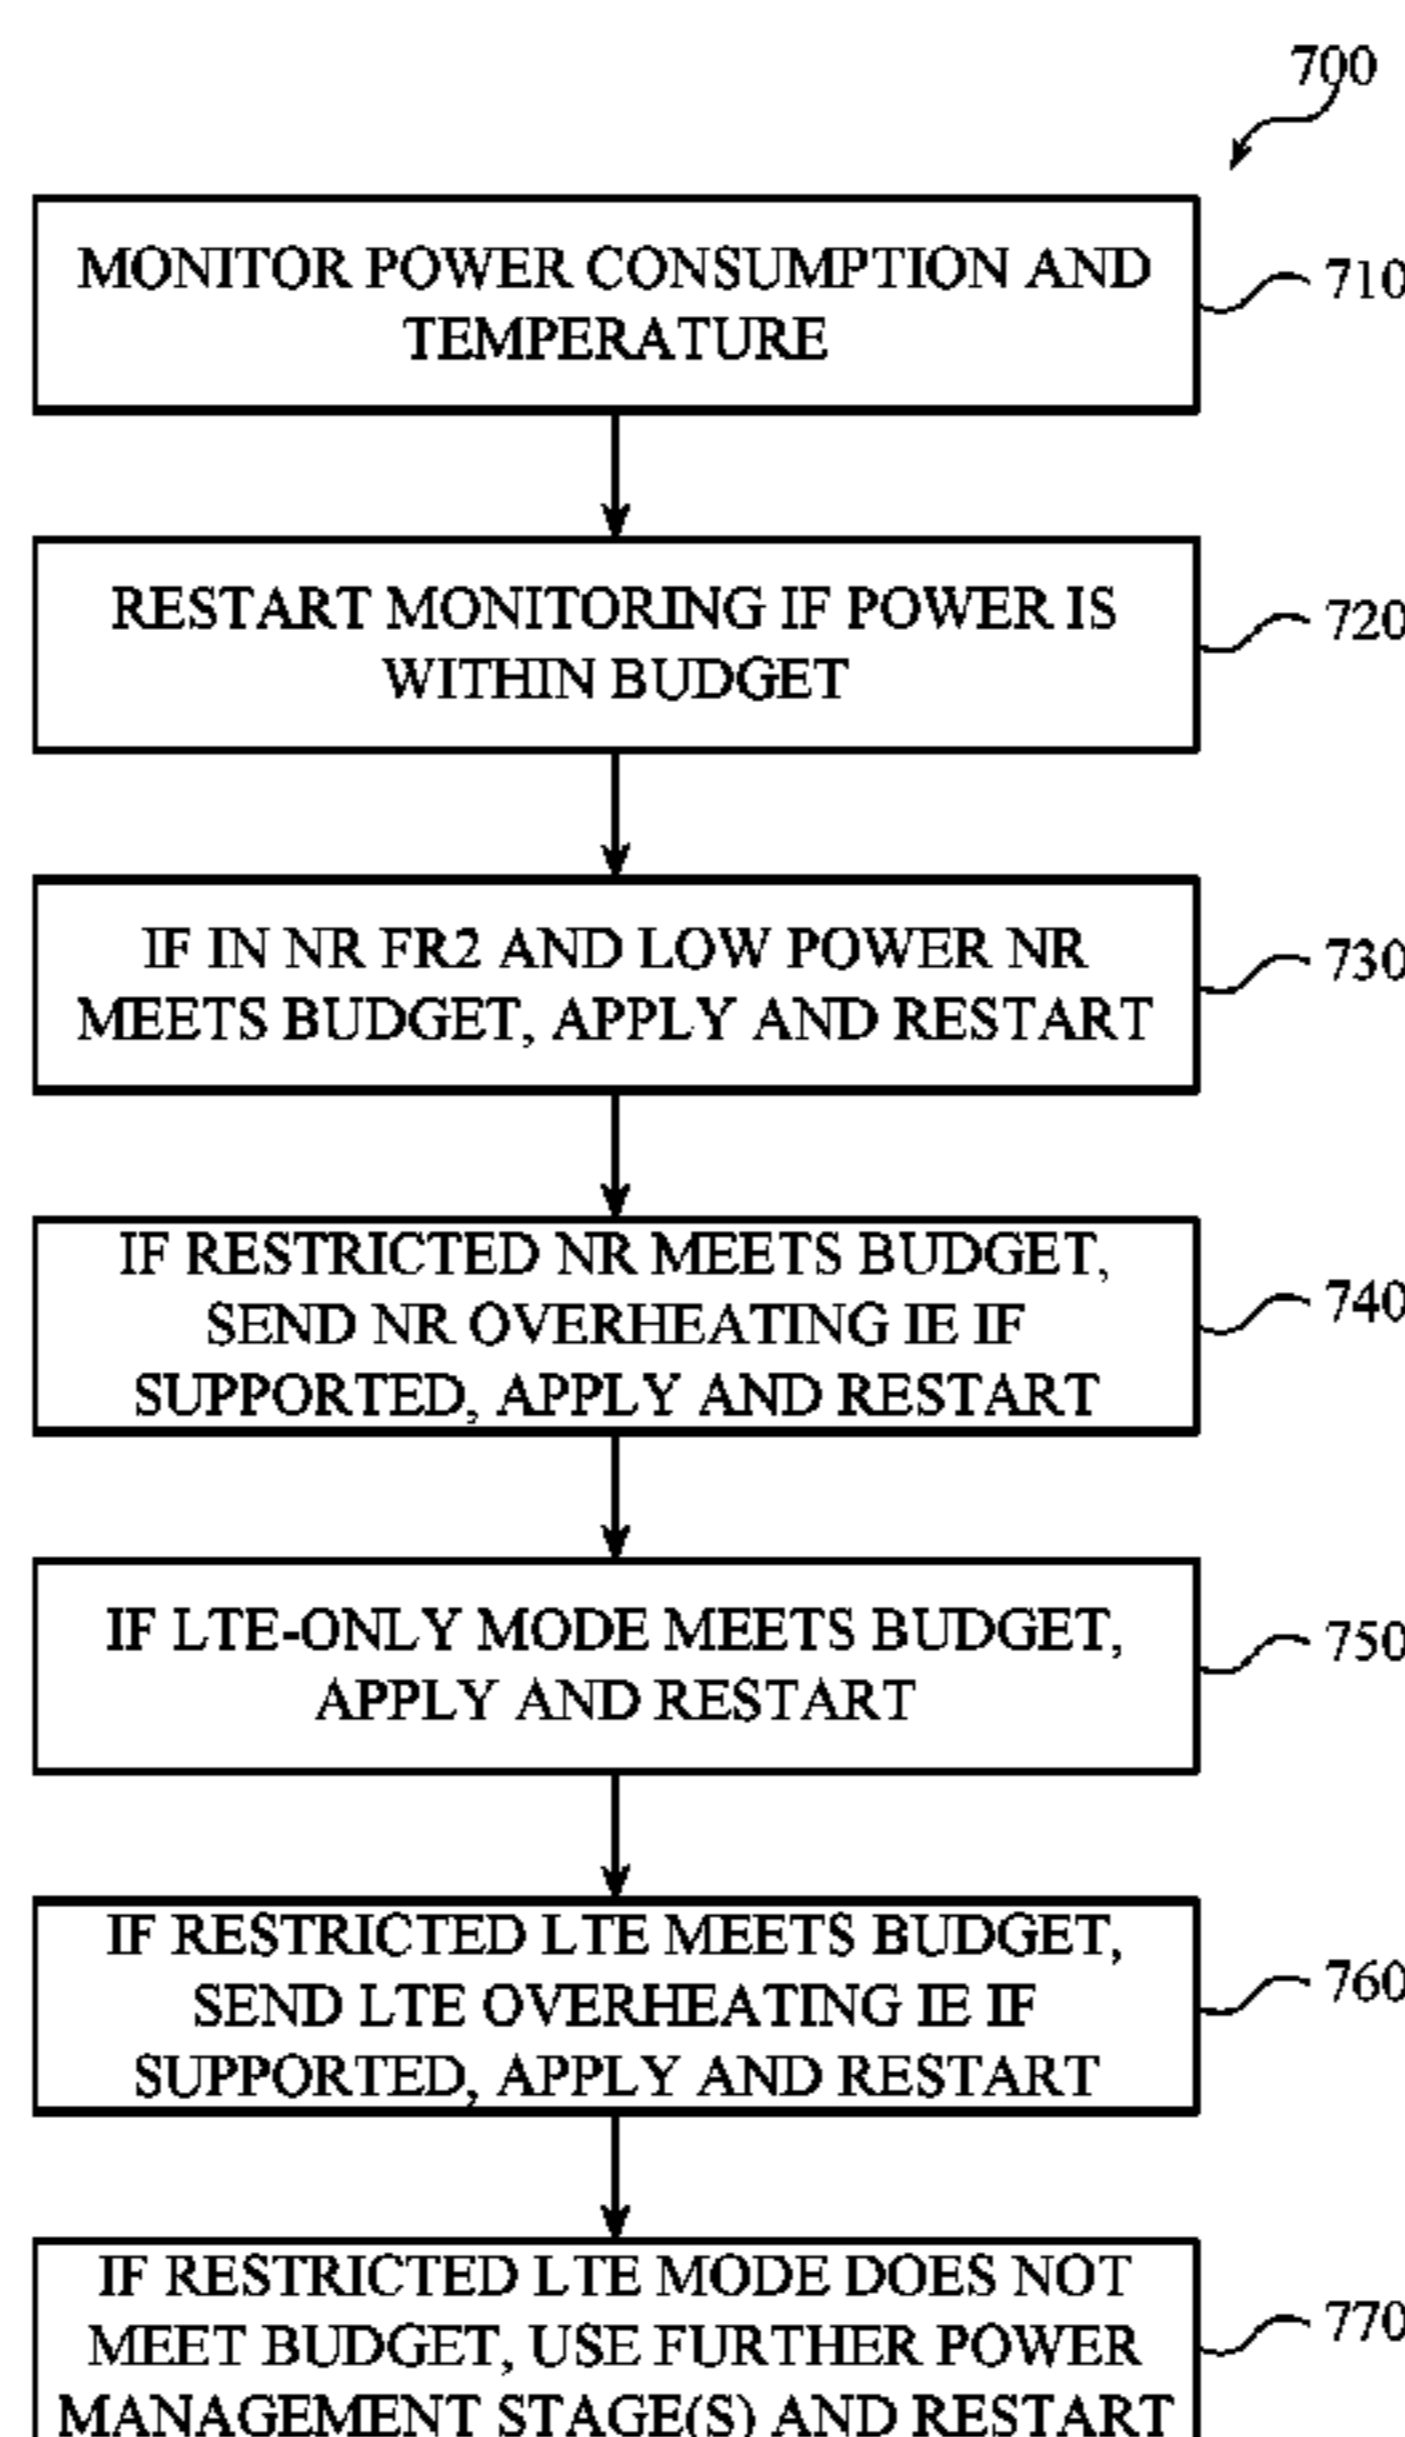 700
MONITOR POWER CONSUMPTION AND
TEMPERATURE
710
RESTART MONITORING IF POWER IS
WITHIN BUDGET
720
IF IN NR FR2 AND LOW POWER NR
MEETS BUDGET, APPLY AND RESTART
730
IF RESTRICTED NR MEETS BUDGET,
SEND NR OVERHEATING IE IF
SUPPORTED, APPLY AND RESTART
740
IF LTE-ONLY MODE MEETS BUDGET,
APPLY AND RESTART
750
IF RESTRICTED LTE MEETS BUDGET,
SEND LTE OVERHEATING IE IF
SUPPORTED, APPLY AND RESTART
760
IF RESTRICTED LTE MODE DOES NOT
MEET BUDGET, USE FURTHER POWER
MANAGEMENT STAGE(S) AND RESTART
770